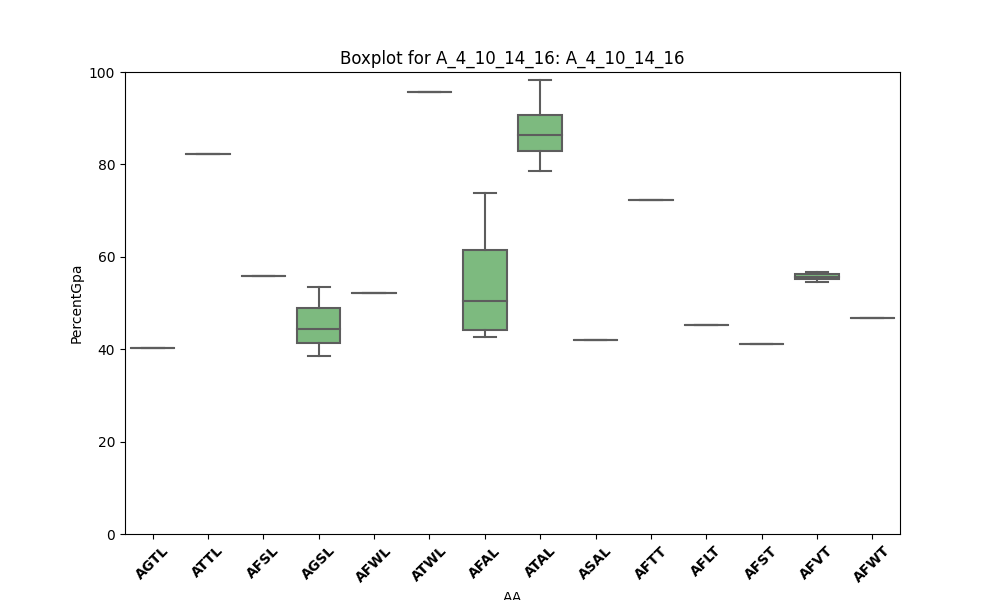 Boxplot for A_4_10_14_16: A_4_10_14_16
PercentGpa
100
80
60
40
20
0
AGTL
ATTL
AFSL
AGSL
AFWL
ATWL
AFAL
ATAL
ASAL
AFTT
AFLT
AFST
AFVT
AFWT
AA